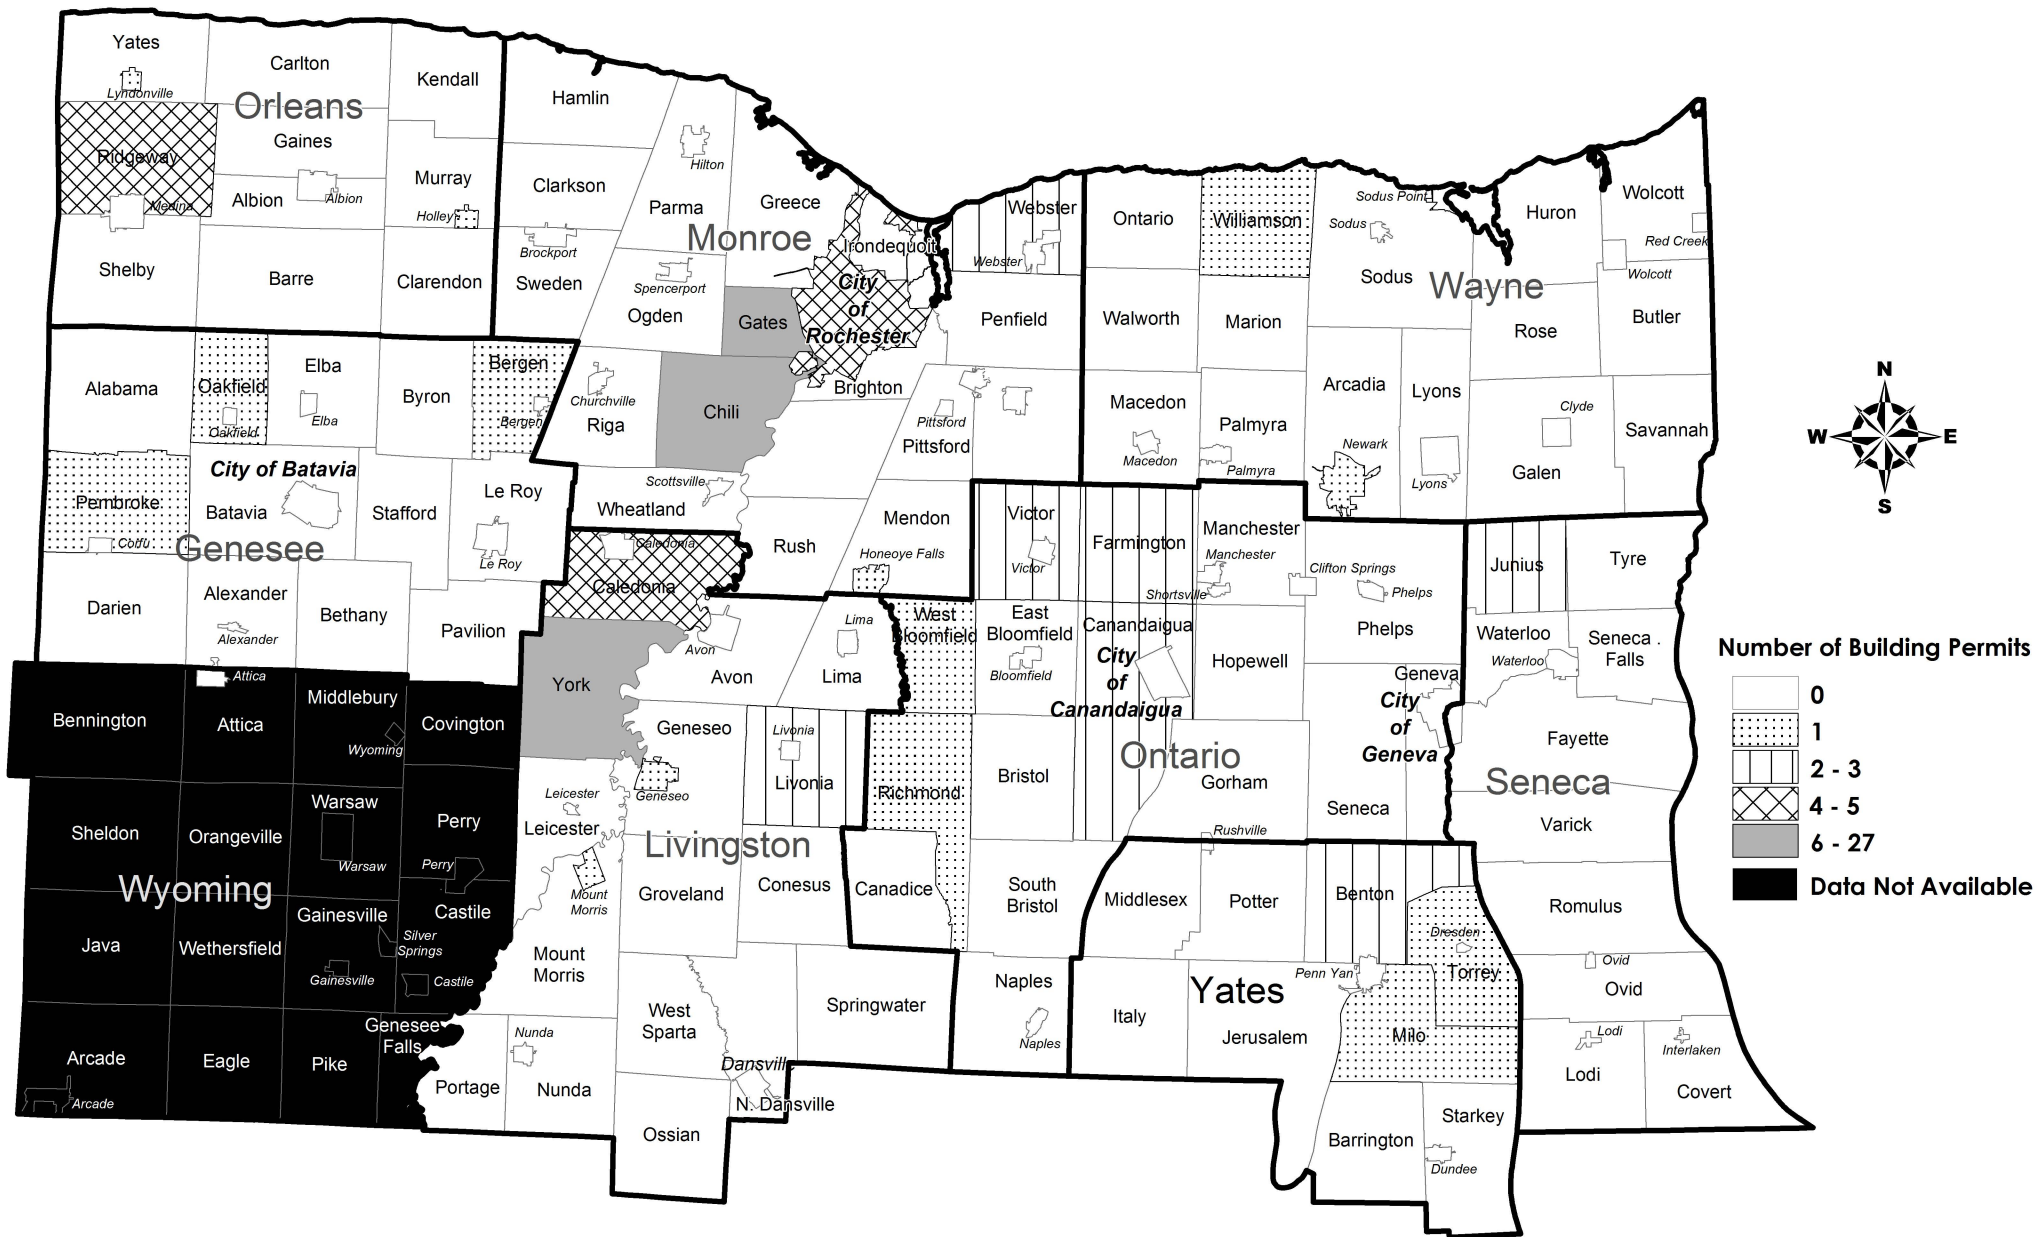 Yates
Lyndonville
Carlton
Kendall
Orleans
Ridgeway
Gaines
Medina
Albion
Albion
Murray
Holley
Shelby
Barre
Clarendon
Hamlin
Hilton
Clarkson
Parma
Greece
Monroe
Irondequoit
Brockport
Sweden
Spencerport
Ogden
Gates
City
of
Rochester
Webster
Webster
Penfield
Brighton
Churchville
Riga
Chili
Pittsford
Pittsford
Scottsville
Wheatland
Rush
Mendon
Honeoye Falls
Ontario
Williamson
Sodus Point
Sodus
Sodus
Huron
Wolcott
Red Creek
Wolcott
Wayne
Walworth
Marion
Rose
Butler
Macedon
Macedon
Palmyra
Palmyra
Arcadia
Newark
Lyons
Lyons
Clyde
Galen
Savannah
Alabama
Oakfield
Oakfield
Elba
Elba
Byron
Bergen
Bergen
City of Batavia
Pembroke
Corfu
Batavia
Stafford
Le Roy
Le Roy
Genesee
Darien
Alexander
Alexander
Bethany
Pavilion
Caledonia
Caledonia
York
Avon
Avon
Lima
Lima
Geneseo
Geneseo
Livonia
Livonia
Leicester
Leicester
Livingston
Mount
Morris
Groveland
Conesus
Mount
Morris
West
Sparta
Springwater
Nunda
Nunda
Portage
Dansville
N. Dansville
Ossian
Bennington
Attica
Attica
Middlebury
Wyoming
Covington
Sheldon
Orangeville
Warsaw
Warsaw
Perry
Perry
Wyoming
Java
Wethersfield
Gainesville
Gainesville
Silver
Springs
Castile
Castile
Arcade
Arcade
Eagle
Pike
Genesee
Falls
Victor
Victor
Farmington
Manchester
Manchester
Shortsville
Clifton Springs
Phelps
Phelps
West
Bloomfield
East
Bloomfield
Bloomfield
Canandaigua
City
of
Canandaigua
Hopewell
Geneva
City
of
Geneva
Ontario
Richmond
Bristol
Gorham
Seneca
Rushville
Canadice
South
Bristol
Naples
Naples
Middlesex
Potter
Benton
Dresden
Torrey
Penn Yan
Yates
Italy
Jerusalem
Milo
Barrington
Starkey
Dundee
Junius
Tyre
Waterloo
Waterloo
Seneca
Falls
Fayette
Seneca
Varick
Romulus
Ovid
Ovid
Lodi
Lodi
Interlaken
Covert
N
W
E
S
Number of Building Permits
0
1
2 - 3
4 - 5
6 - 27
Data Not Available